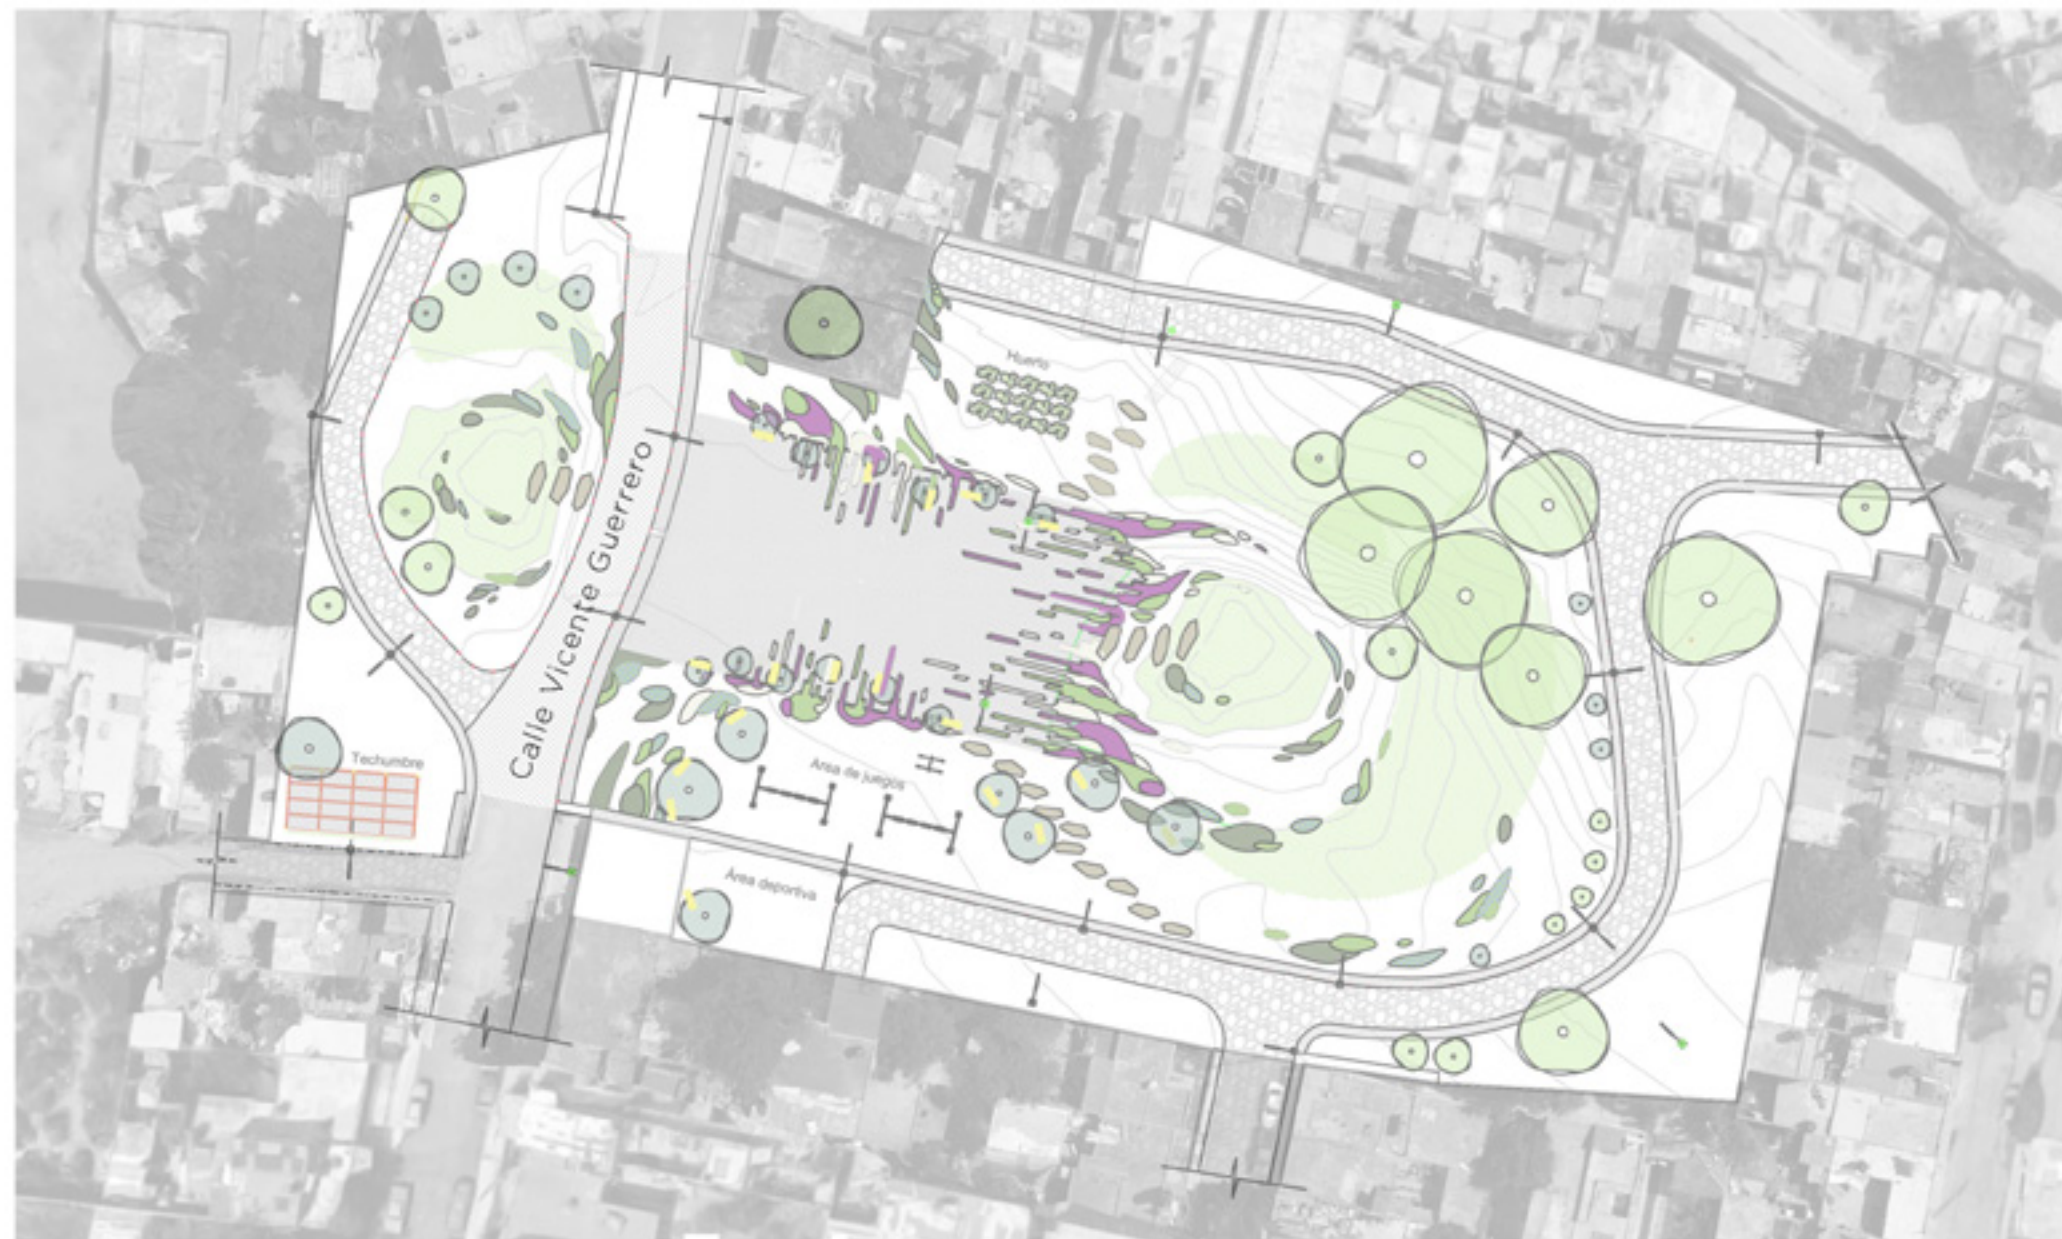 Huerto
Calle Vicente Guerrero
Techumbre
Área de juegos
Área deportiva